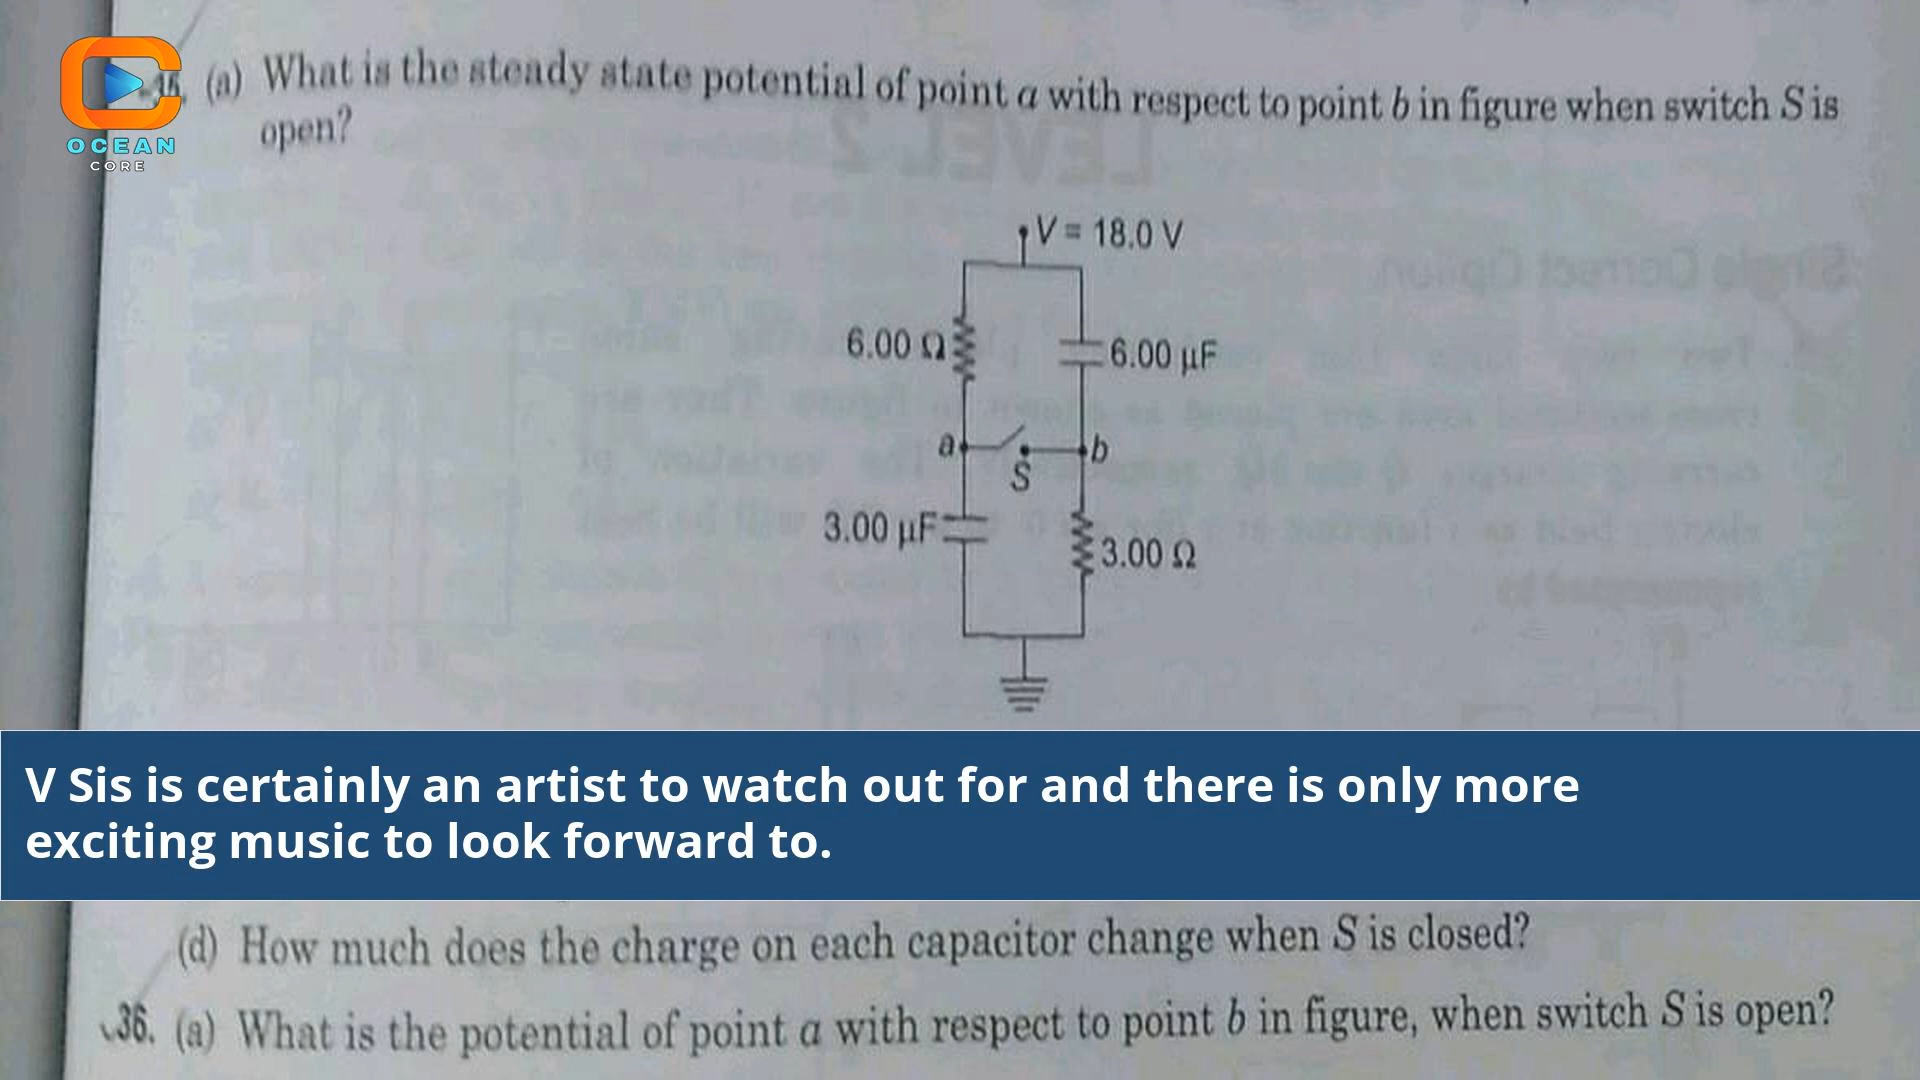 OCEAN
CORE
(a) What is the steady state potential of point a with respect to point b in figure when switch S is
open?
V = 18.0 V
6.00 Ω
6.00 µF
a
b
S
3.00 µF
3.00 Ω
V Sis is certainly an artist to watch out for and there is only more
exciting music to look forward to.
(d) How much does the charge on each capacitor change when S is closed?
36. (a) What is the potential of point a with respect to point b in figure, when switch S is open?